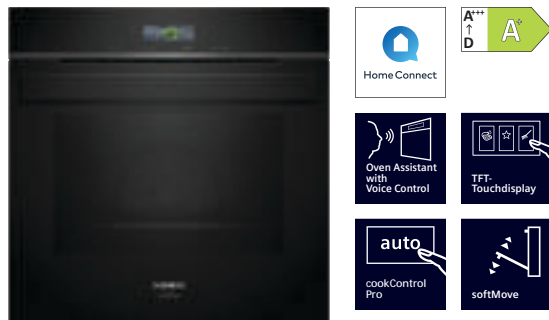 Home Connect
A+++
↑
D
A+
Oven Assistant
with
Voice Control
TFT-
Touchdisplay
auto
cookControl
Pro
softMove